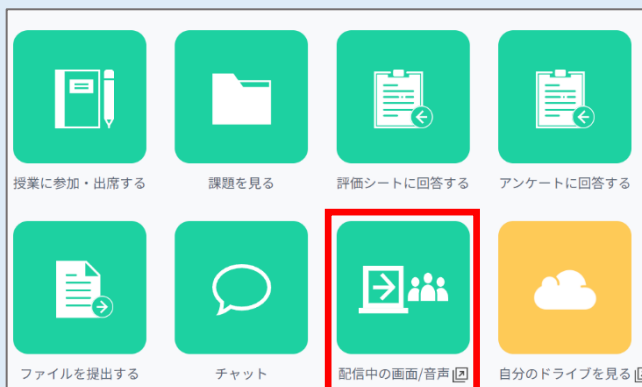 授業に参加・出席する
課題を見る
評価シートに回答する
アンケートに回答する
ファイルを提出する
チャット
配信中の画面/音声
自分のドライブを見る